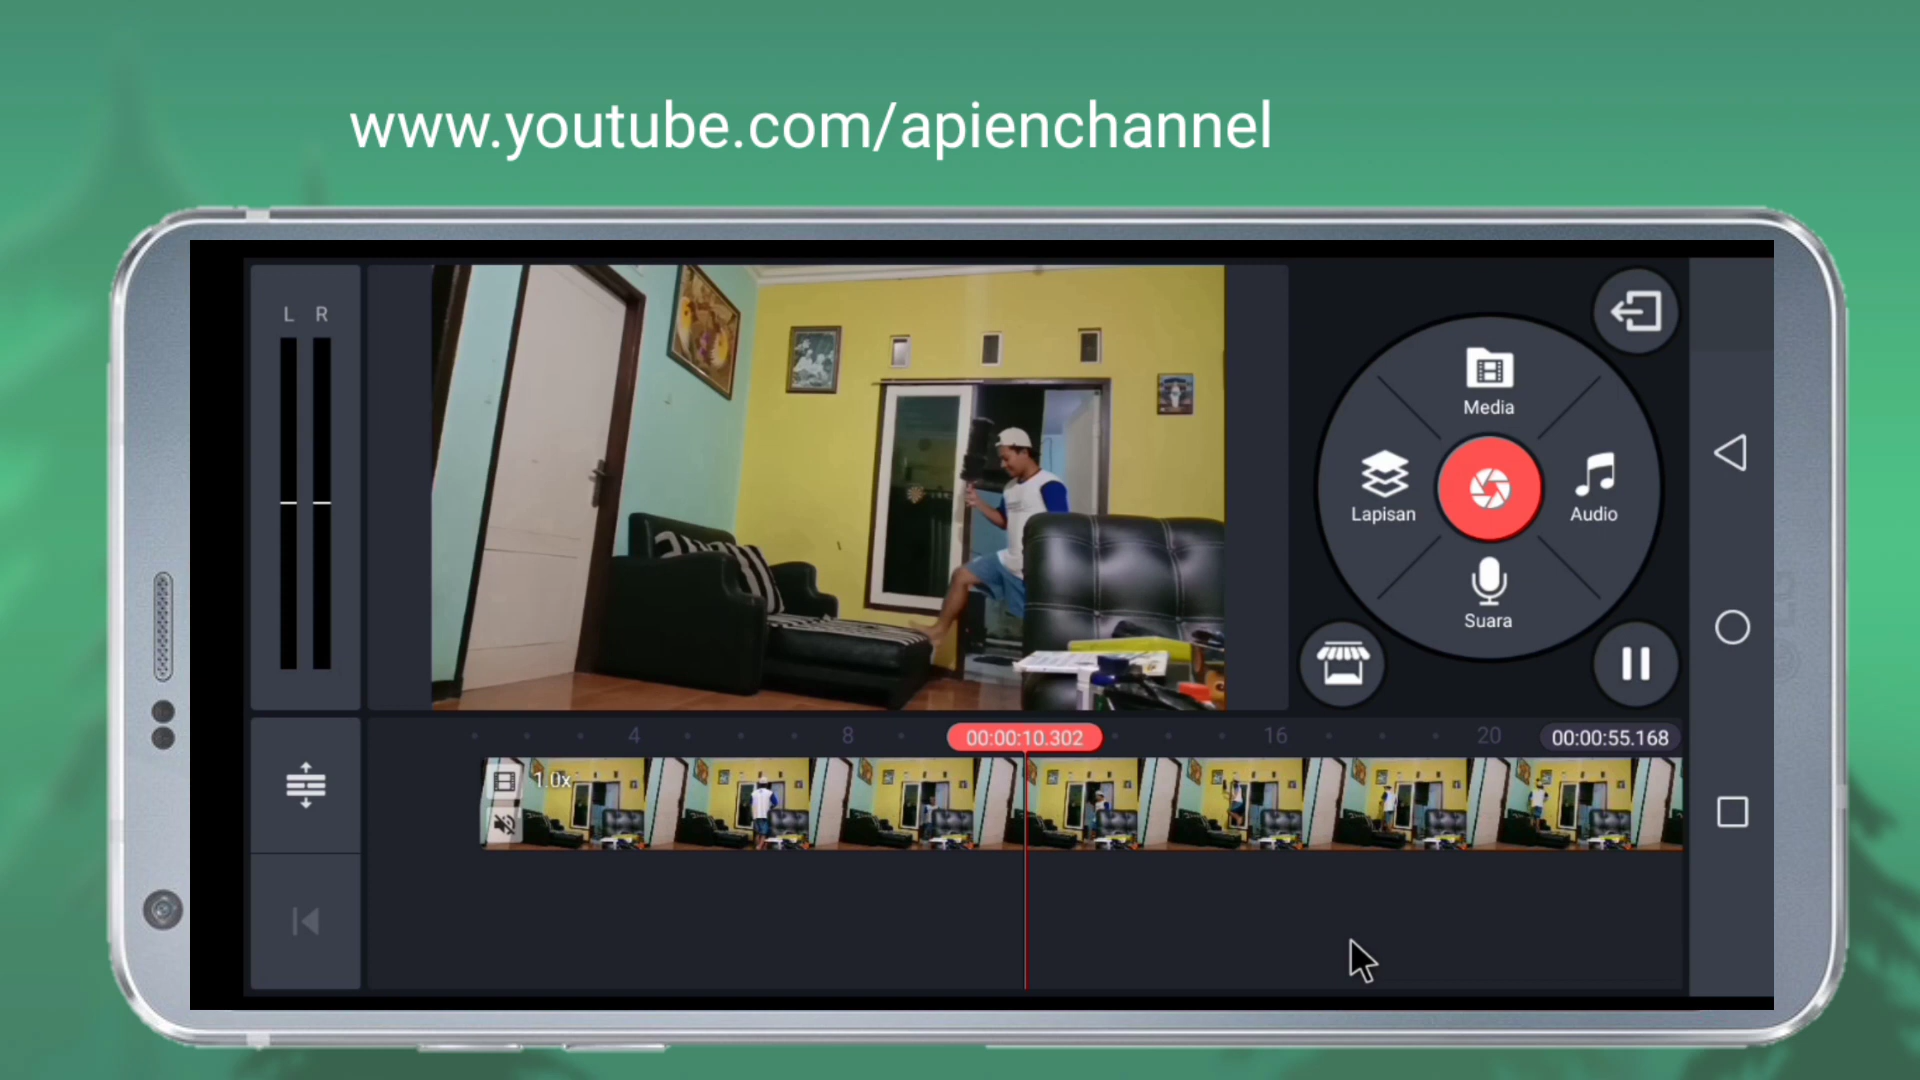 www.youtube.com/apienchannel
L R
Media
Lapisan
Audio
Suara
4 8 00:00:10.302 16 20 00:00:55.168
1.0x